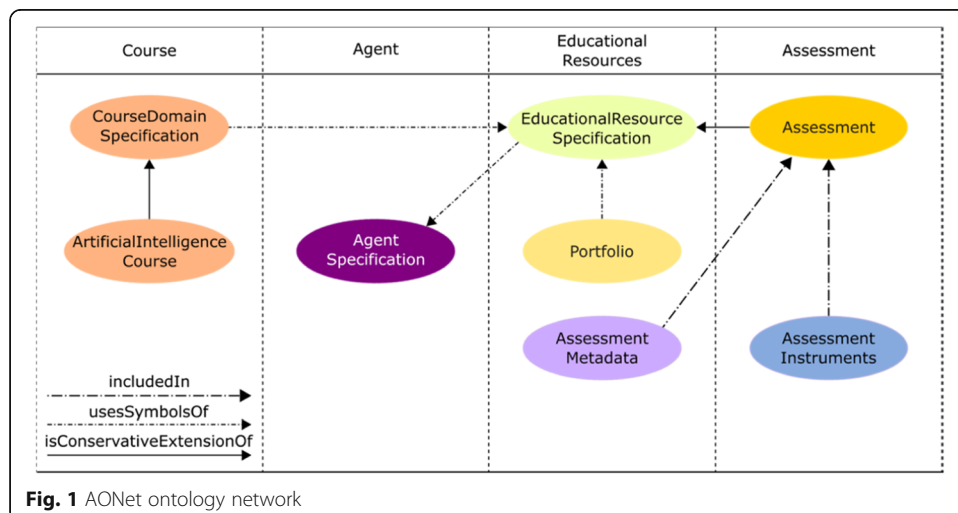 Course
Agent
Educational
Resources
Assessment
CourseDomain
Specification
EducationalResource
Specification
Assessment
ArtificialIntelligence
Course
Agent
Specification
Portfolio
Assessment
Metadata
Assessment
Instruments
includedIn
usesSymbolsOf
isConservativeExtensionOf
Fig. 1 AONet ontology network